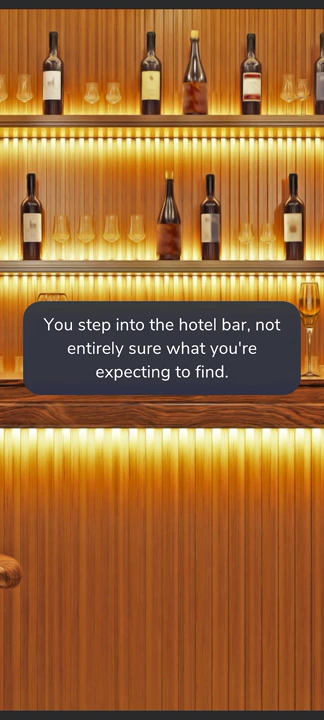 You step into the hotel bar, not
entirely sure what you're
expecting to find.